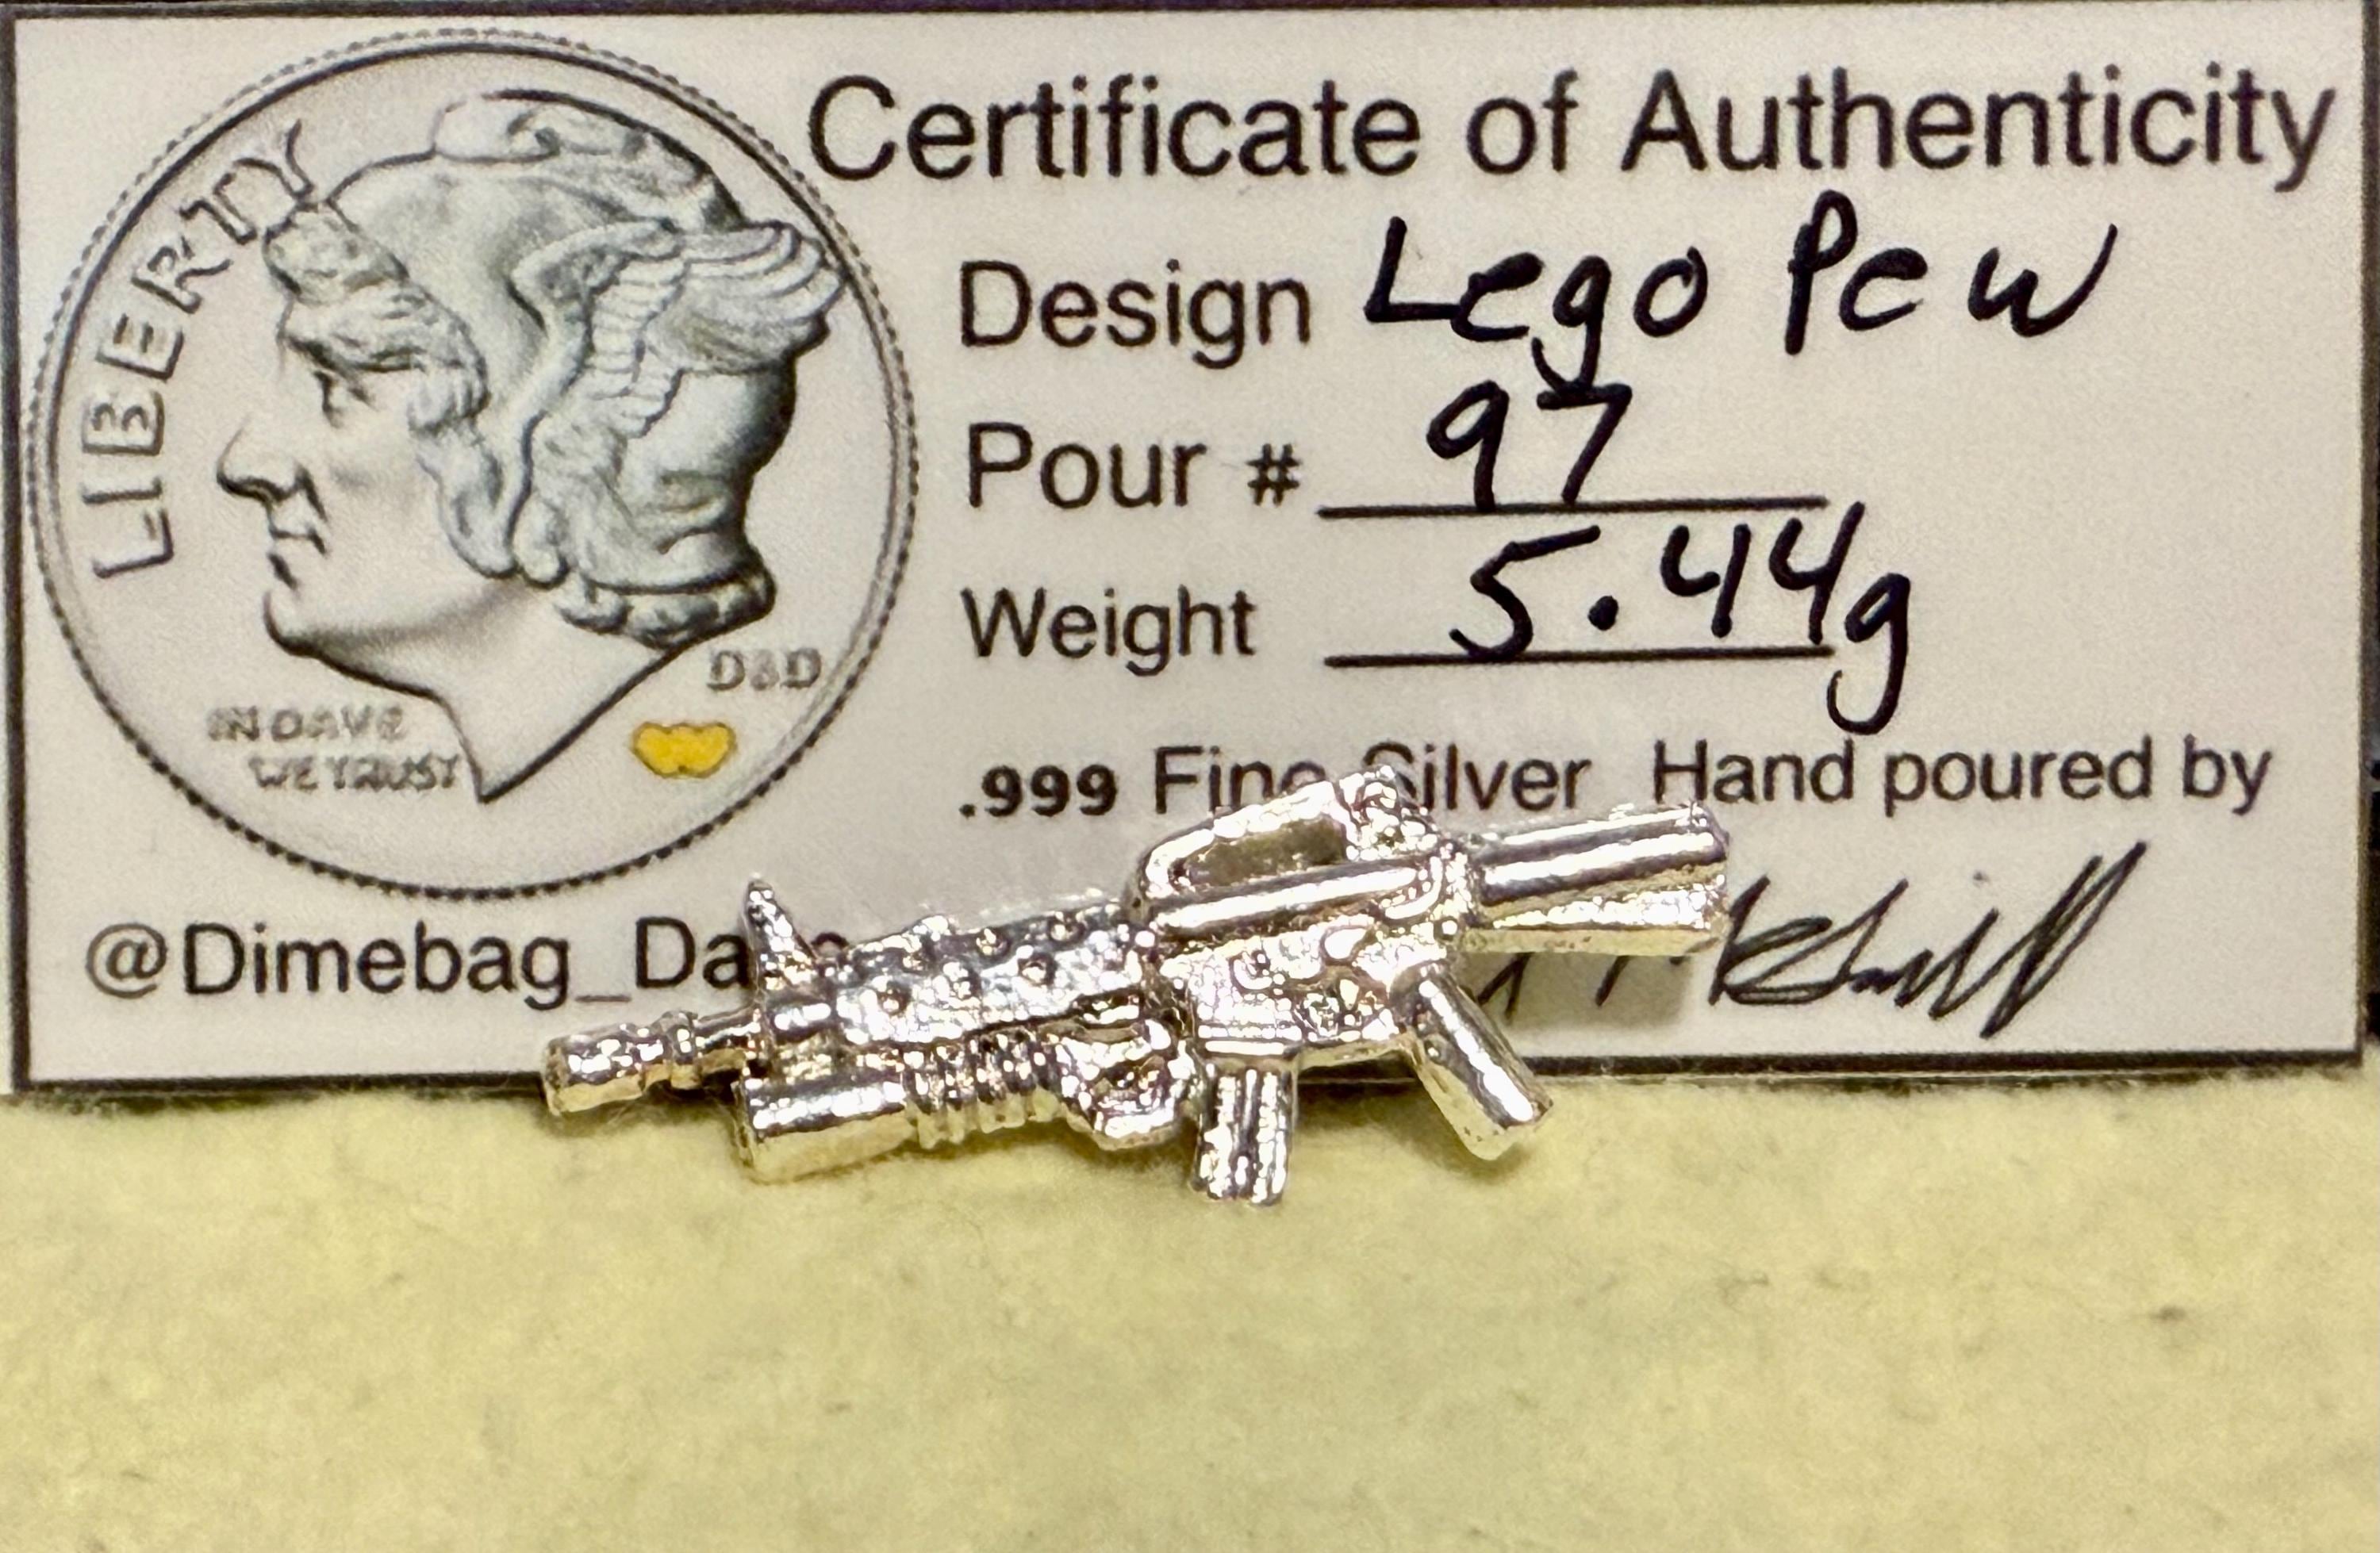 LIBERTY
IN DAVE
WE TRUST
D&D
Certificate of Authenticity
Design Lego Pew
Pour # 97
Weight 5.44g
.999 Fine Silver Hand poured by
@Dimebag_Da